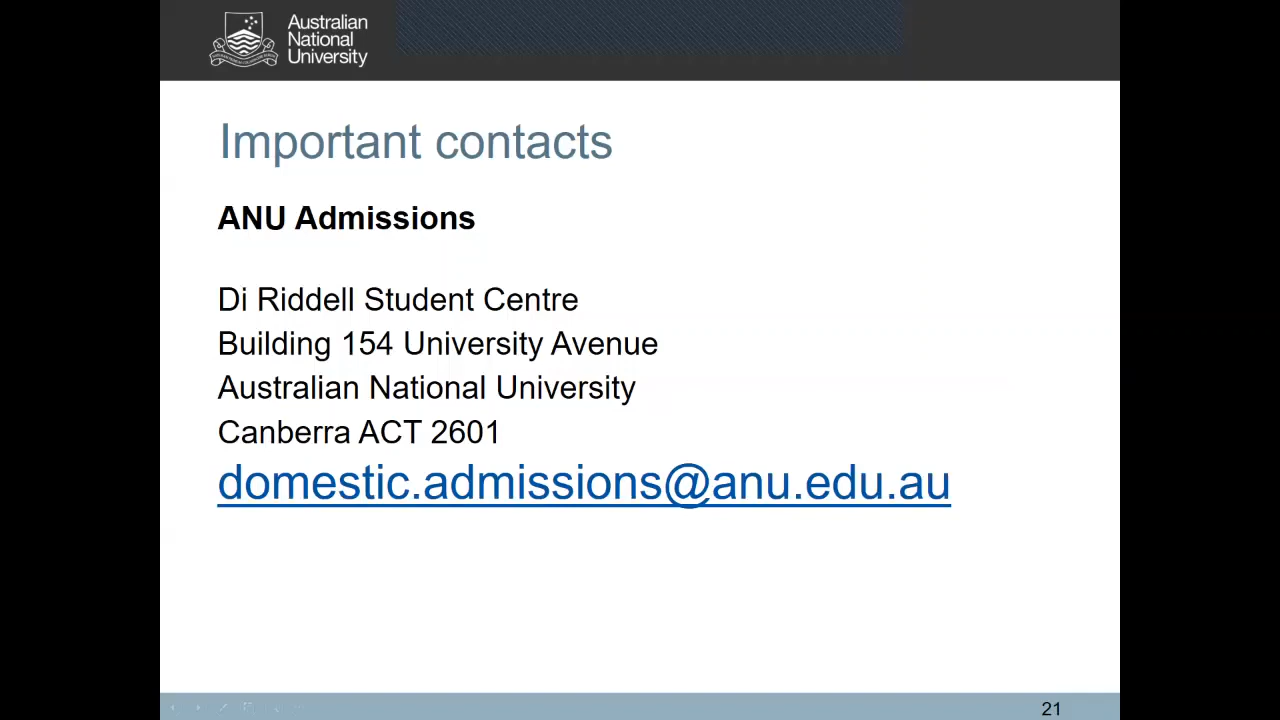 Australian
National
University
Important contacts
ANU Admissions
Di Riddell Student Centre
Building 154 University Avenue
Australian National University
Canberra ACT 2601
domestic.admissions@anu.edu.au
21